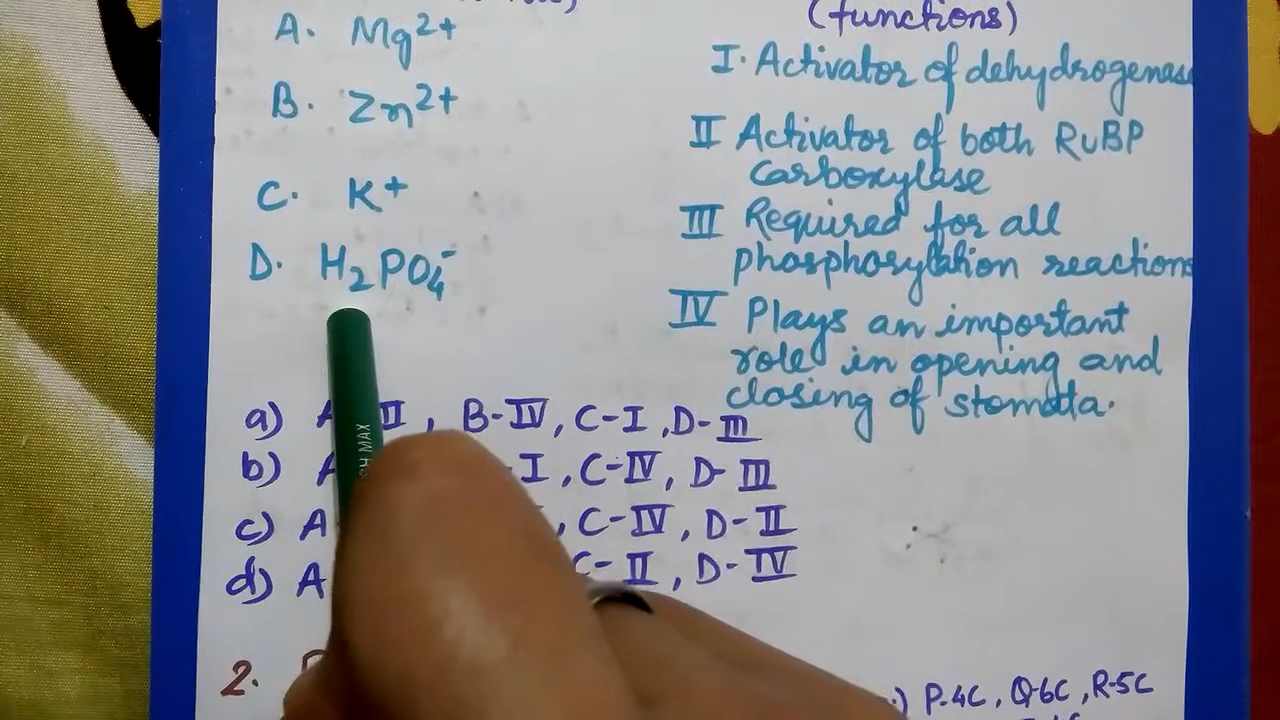 (functions)
A. Mg2+
I. Activator of dehydrogenase
B. Zn2+
II Activator of both RuBP
carboxylase
C. K+
III Required for all
phosphorylation reactions
D. H2PO4-
IV Plays an important
role in opening and
closing of stomata.
a) A II, B-IV, C-I, D-III
b) A I, C-IV, D-III
c) A , C-IV, D-II
d) A C-II, D-IV
2.
P-4C, Q-6C, R-5C